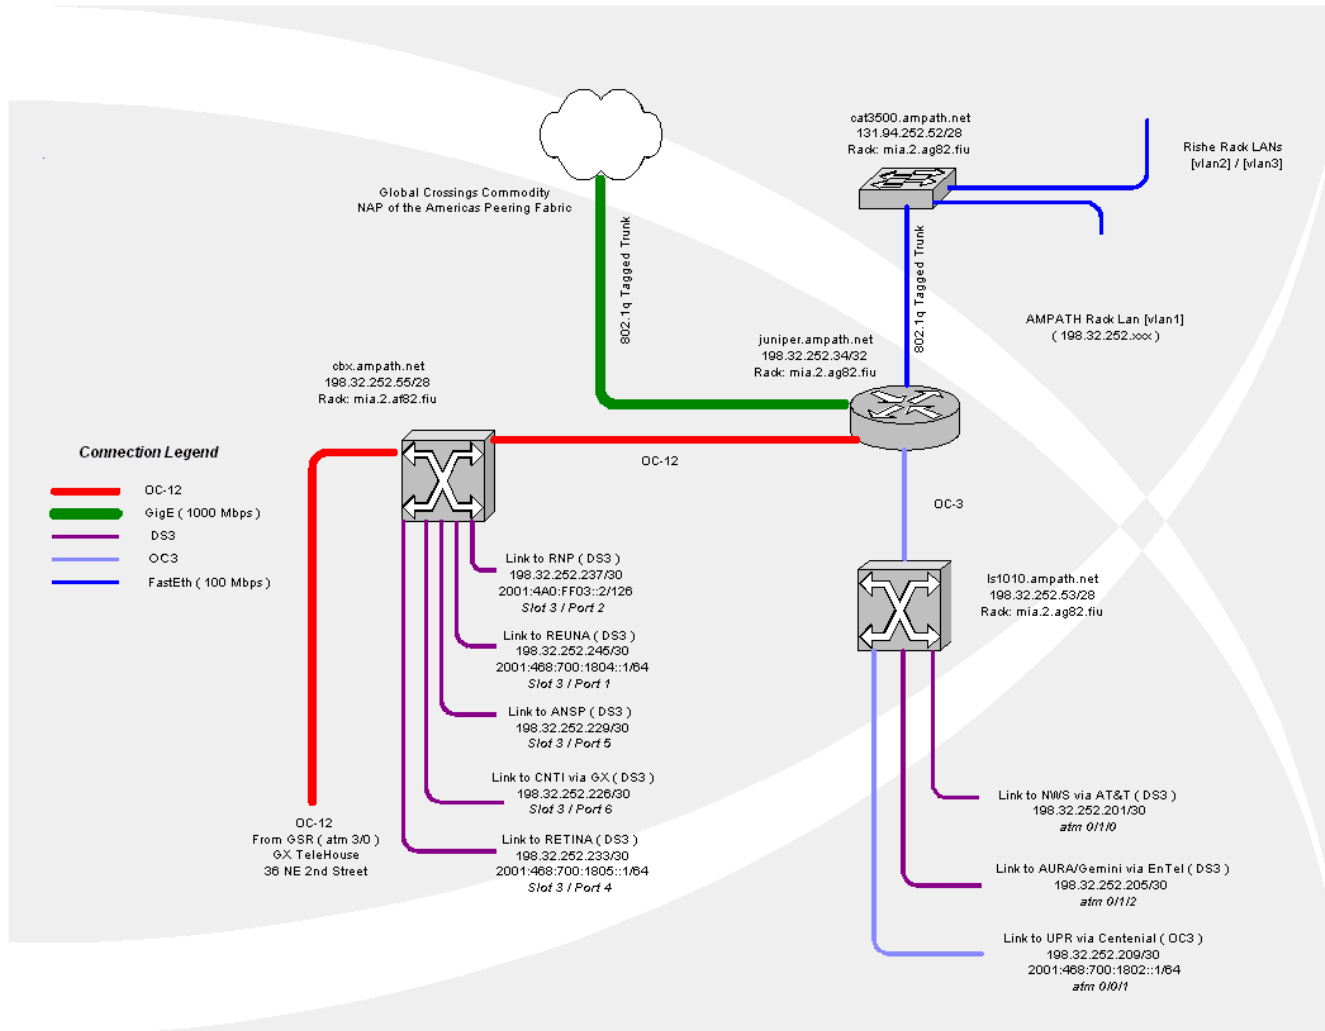 cat3500.ampath.net
131.94.252.52/28
Rack: mia.2.ag82.fiu
Rishe Rack LANs
[vlan2] / [vlan3]
Global Crossings Commodity
NAP of the Americas Peering Fabric
802.1q Tagged Trunk
802.1q Tagged Trunk
AMPATH Rack Lan [vlan1]
( 198.32.252.xxx )
juniper.ampath.net
198.32.252.34/32
Rack: mia.2.ag82.fiu
cbx.ampath.net
198.32.252.55/28
Rack: mia.2.af82.fiu
Connection Legend
OC-12
GigE ( 1000 Mbps )
DS3
OC3
FastEth ( 100 Mbps )
OC-12
OC-3
ls1010.ampath.net
198.32.252.53/28
Rack: mia.2.ag82.fiu
Link to RNP ( DS3 )
198.32.252.237/30
2001:4A0:FF03::2/126
Slot 3 / Port 2
Link to REUNA ( DS3 )
198.32.252.245/30
2001:468:700:1804::1/64
Slot 3 / Port 1
Link to ANSP ( DS3 )
198.32.252.229/30
Slot 3 / Port 5
Link to CNTI via GX ( DS3 )
198.32.252.226/30
Slot 3 / Port 6
Link to RETINA ( DS3 )
198.32.252.233/30
2001:468:700:1805::1/64
Slot 3 / Port 4
OC-12
From GSR ( atm 3/0 )
GX TeleHouse
36 NE 2nd Street
Link to NWS via AT&T ( DS3 )
198.32.252.201/30
atm 0/1/0
Link to AURA/Gemini via EnTel ( DS3 )
198.32.252.205/30
atm 0/1/2
Link to UPR via Centenial ( OC3 )
198.32.252.209/30
2001:468:700:1802::1/64
atm 0/0/1